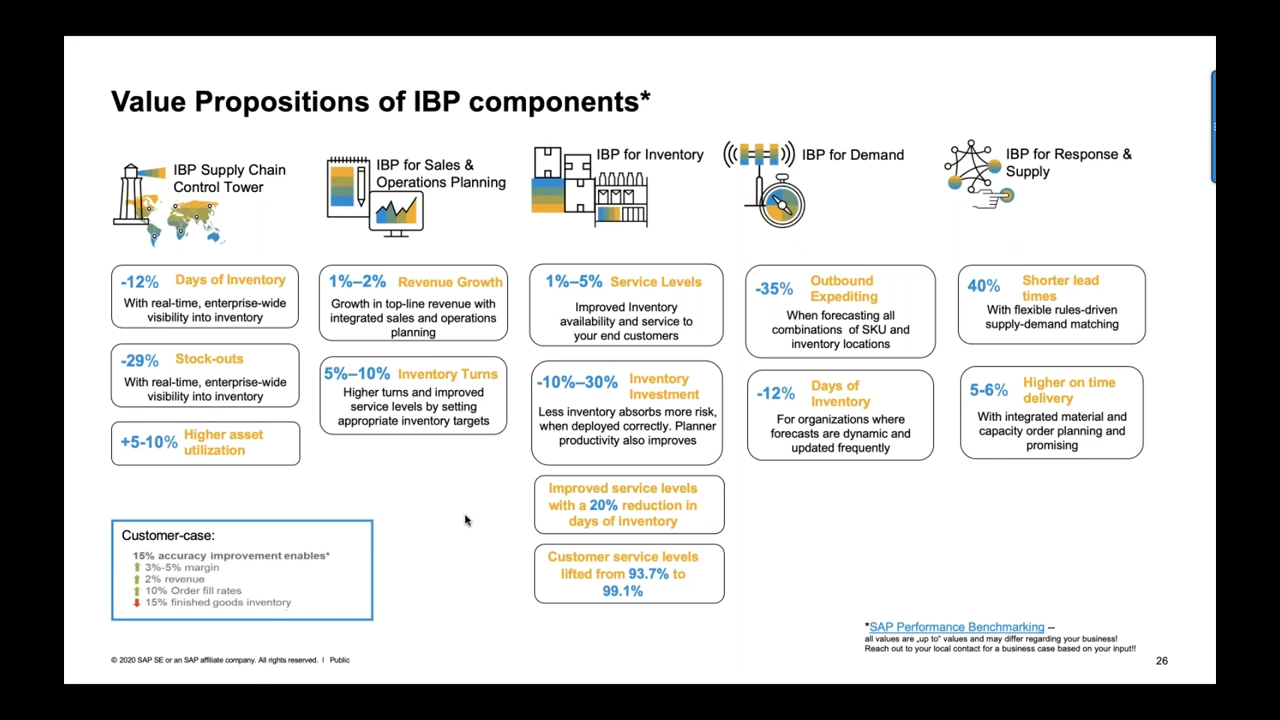 Value Propositions of IBP components*
IBP Supply Chain
Control Tower
-12% Days of Inventory
With real-time, enterprise-wide
visibility into inventory
-29% Stock-outs
With real-time, enterprise-wide
visibility into inventory
+5-10% Higher asset
utilization
IBP for Sales &
Operations Planning
1%–2% Revenue Growth
Growth in top-line revenue with
integrated sales and operations
planning
5%–10% Inventory Turns
Higher turns and improved
service levels by setting
appropriate inventory targets
IBP for Inventory
1%–5% Service Levels
Improved Inventory
availability and service to
your end customers
-10%–30% Inventory
Investment
Less inventory absorbs more risk,
when deployed correctly. Planner
productivity also improves
Improved service levels
with a 20% reduction in
days of inventory
Customer service levels
lifted from 93.7% to
99.1%
IBP for Demand
-35% Outbound
Expediting
When forecasting all
combinations of SKU and
inventory locations
-12% Days of
Inventory
For organizations where
forecasts are dynamic and
updated frequently
IBP for Response &
Supply
40% Shorter lead
times
With flexible rules-driven
supply-demand matching
5-6% Higher on time
delivery
With integrated material and
capacity order planning and
promising
Customer-case:
15% accuracy improvement enables*
3%-5% margin
2% revenue
10% Order fill rates
15% finished goods inventory
*SAP Performance Benchmarking –
all values are „up to" values and may differ regarding your business!
Reach out to your local contact for a business case based on your input!!
© 2020 SAP SE or an SAP affiliate company. All rights reserved. | Public
26